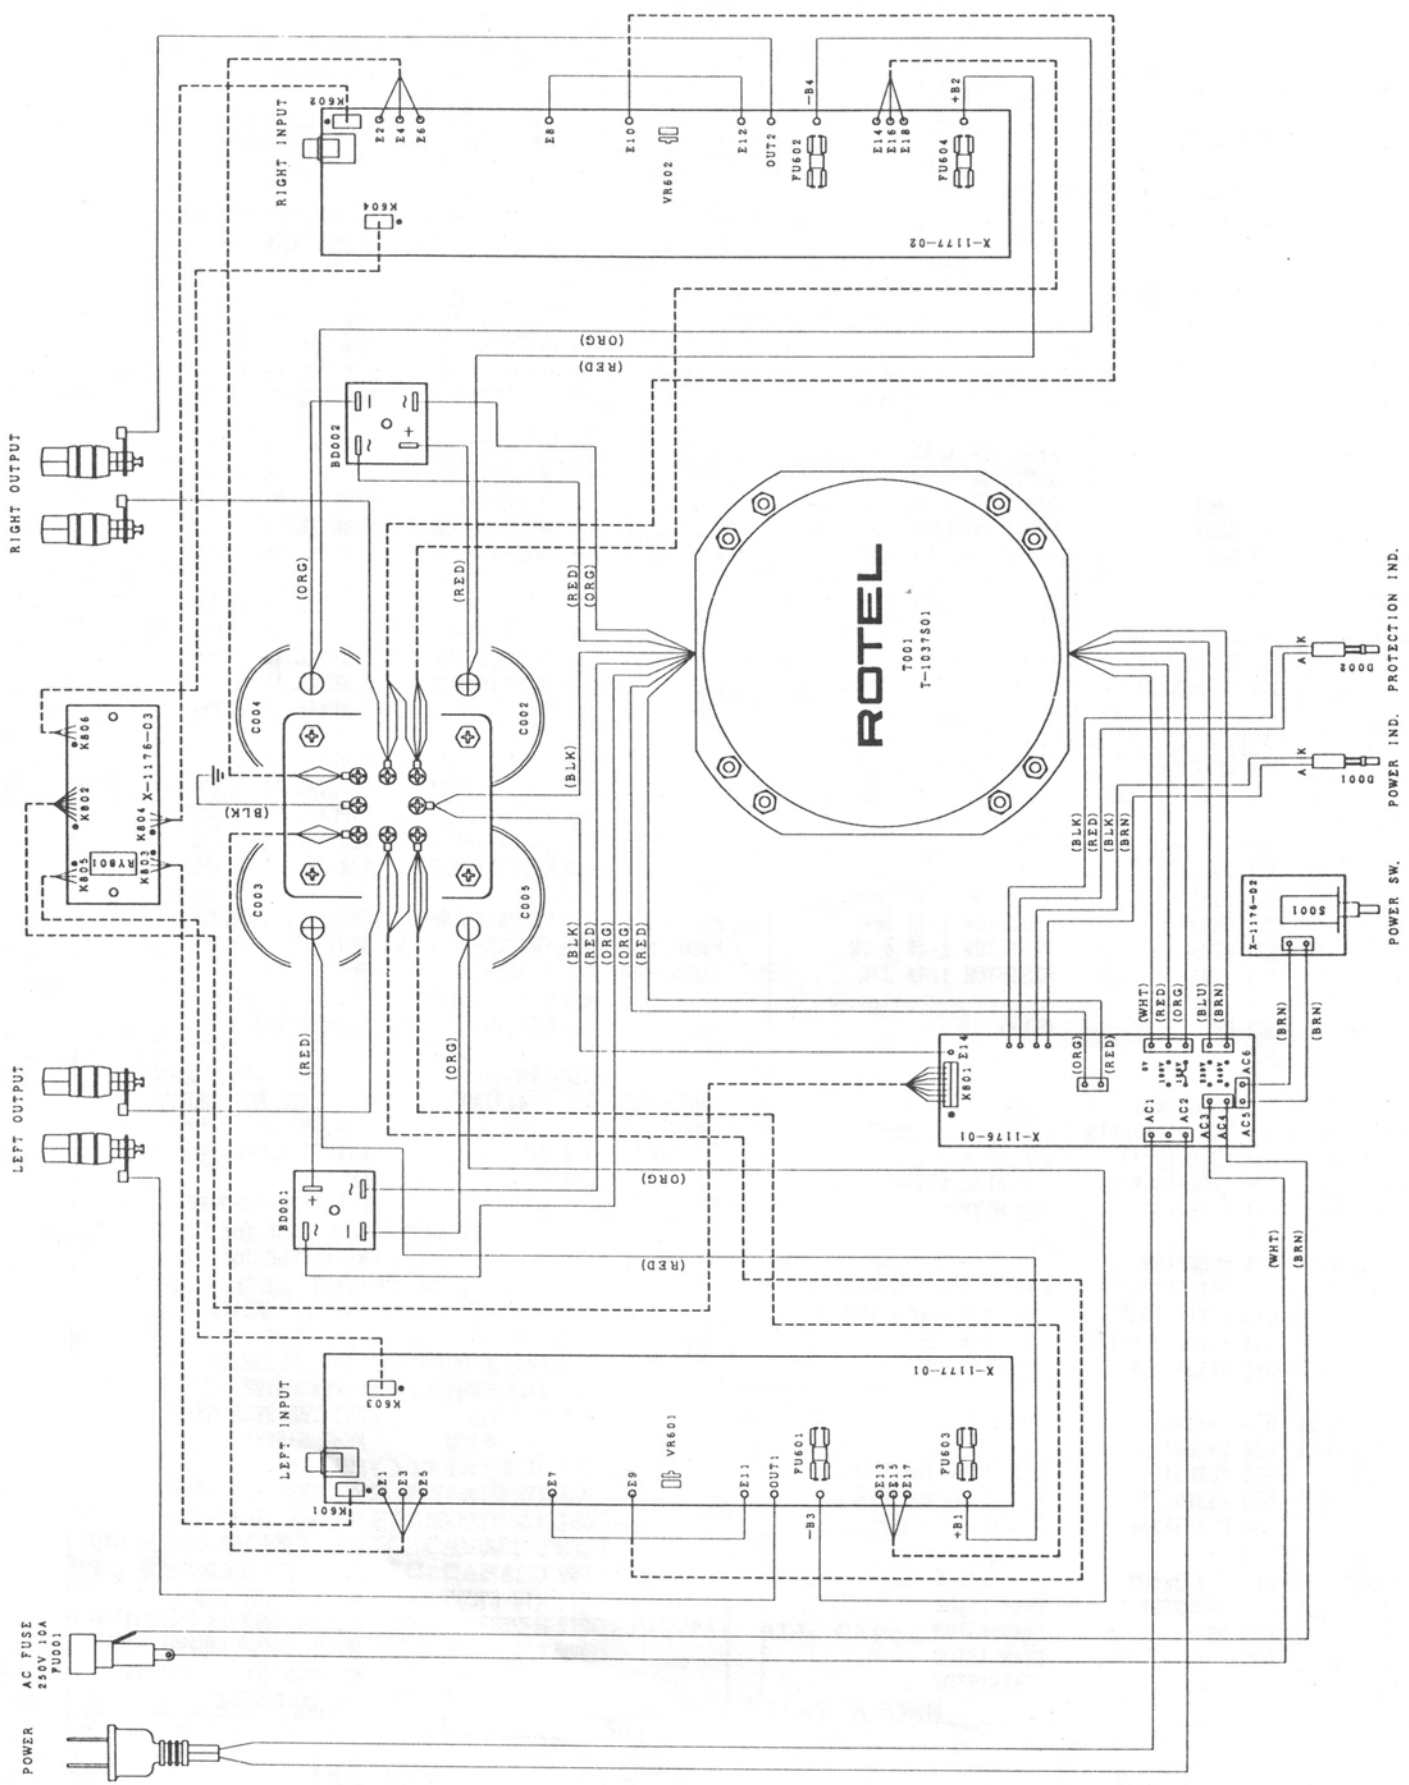 RIGHT INPUT
K602
E2
E4
E6
E8
E10
E12
OUT2
-B4
E14
E16
E18
+B2
K604
VR602
FU602
FU604
X-1177-02
(ORG)
(RED)
RIGHT OUTPUT
BD002
(ORG)
(RED)
(RED)
(ORG)
C004
C002
K806
K802
K805
K804
K803
RY801
X-1176-03
(BLK)
(BLK)
C003
C005
ROTEL
T001
T-1037S01
(BLK)
(RED)
(BLK)
(BRN)
A K
D002
PROTECTION IND.
A K
D001
POWER IND.
X-1176-02
S001
POWER SW.
(BLK)
(RED)
(ORG)
(ORG)
(RED)
(WHT)
(RED)
(ORG)
(BLU)
(BRN)
(BRN)
(BRN)
LEFT OUTPUT
(RED)
(ORG)
K801
E14
(ORG)
(RED)
0V
AC1
AC2
AC3
AC4
AC5
AC6
X-1176-01
BD001
(ORG)
(RED)
(WHT)
(BRN)
LEFT INPUT
K603
K601
E1
E3
E5
E7
E9
VR601
E11
OUT1
FU601
-B3
E13
E15
E17
FU603
+B1
X-1177-01
AC FUSE
250V 10A
FU001
POWER